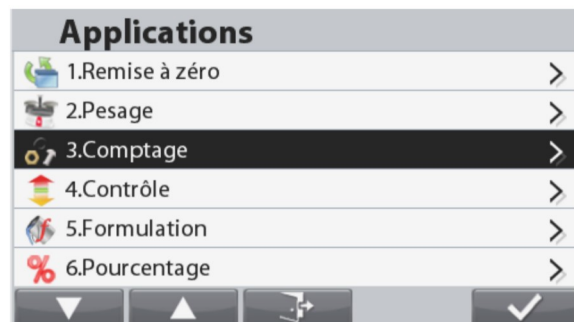 Applications
1.Remise à zéro
2.Pesage
3.Comptage
4.Contrôle
5.Formulation
6.Pourcentage